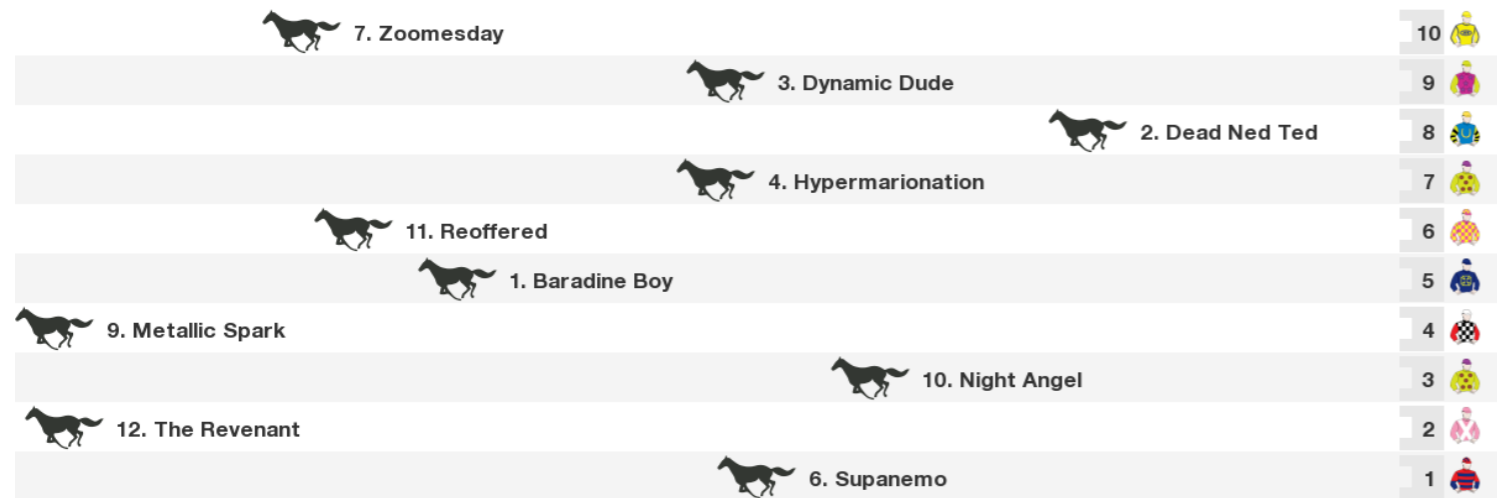 7. Zoomesday 10
3. Dynamic Dude 9
2. Dead Ned Ted 8
4. Hypermarionation 7
11. Reoffered 6
1. Baradine Boy 5
9. Metallic Spark 4
10. Night Angel 3
12. The Revenant 2
6. Supanemo 1